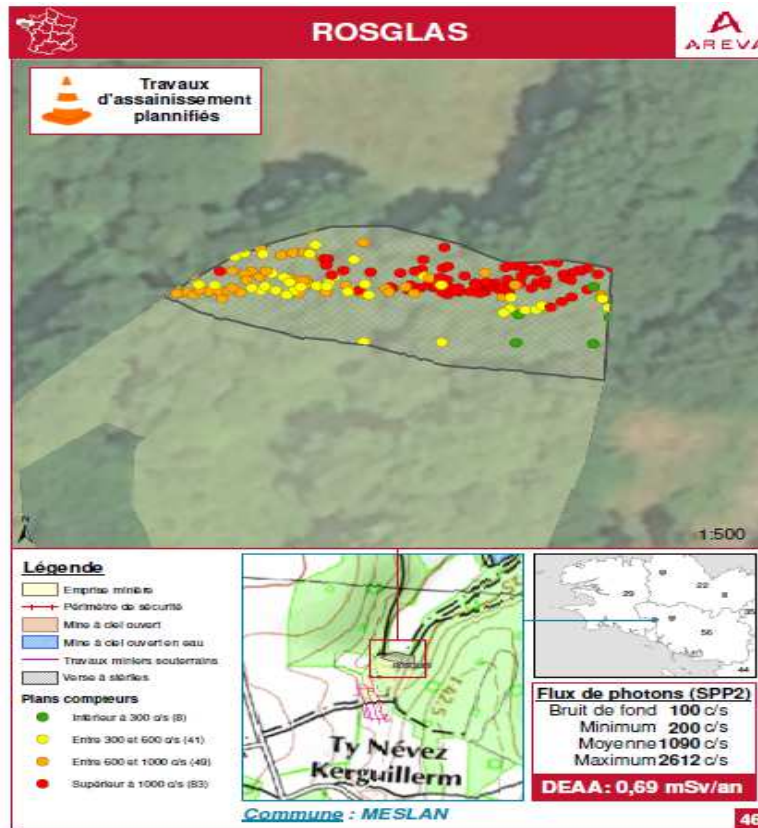 ROSGLAS
AREVA
Travaux
d'assainissement
plannifiés
N
1:500
Légende
Emprise minière
Périmètre de sécurité
Mine à ciel ouvert
Mine à ciel ouvert en eau
Travaux miniers souterrains
Verse à stériles
Plans compteurs
Inférieur à 300 c/s (8)
Entre 300 et 600 c/s (41)
Entre 600 et 1000 c/s (49)
Supérieur à 1000 c/s (83)
Ty Névez
Kerguillerm
Commune : MESLAN
29
22
35
56
44
Flux de photons (SPP2)
Bruit de fond 100 c/s
Minimum 200 c/s
Moyenne 1090 c/s
Maximum 2612 c/s
DEAA: 0,69 mSv/an
46